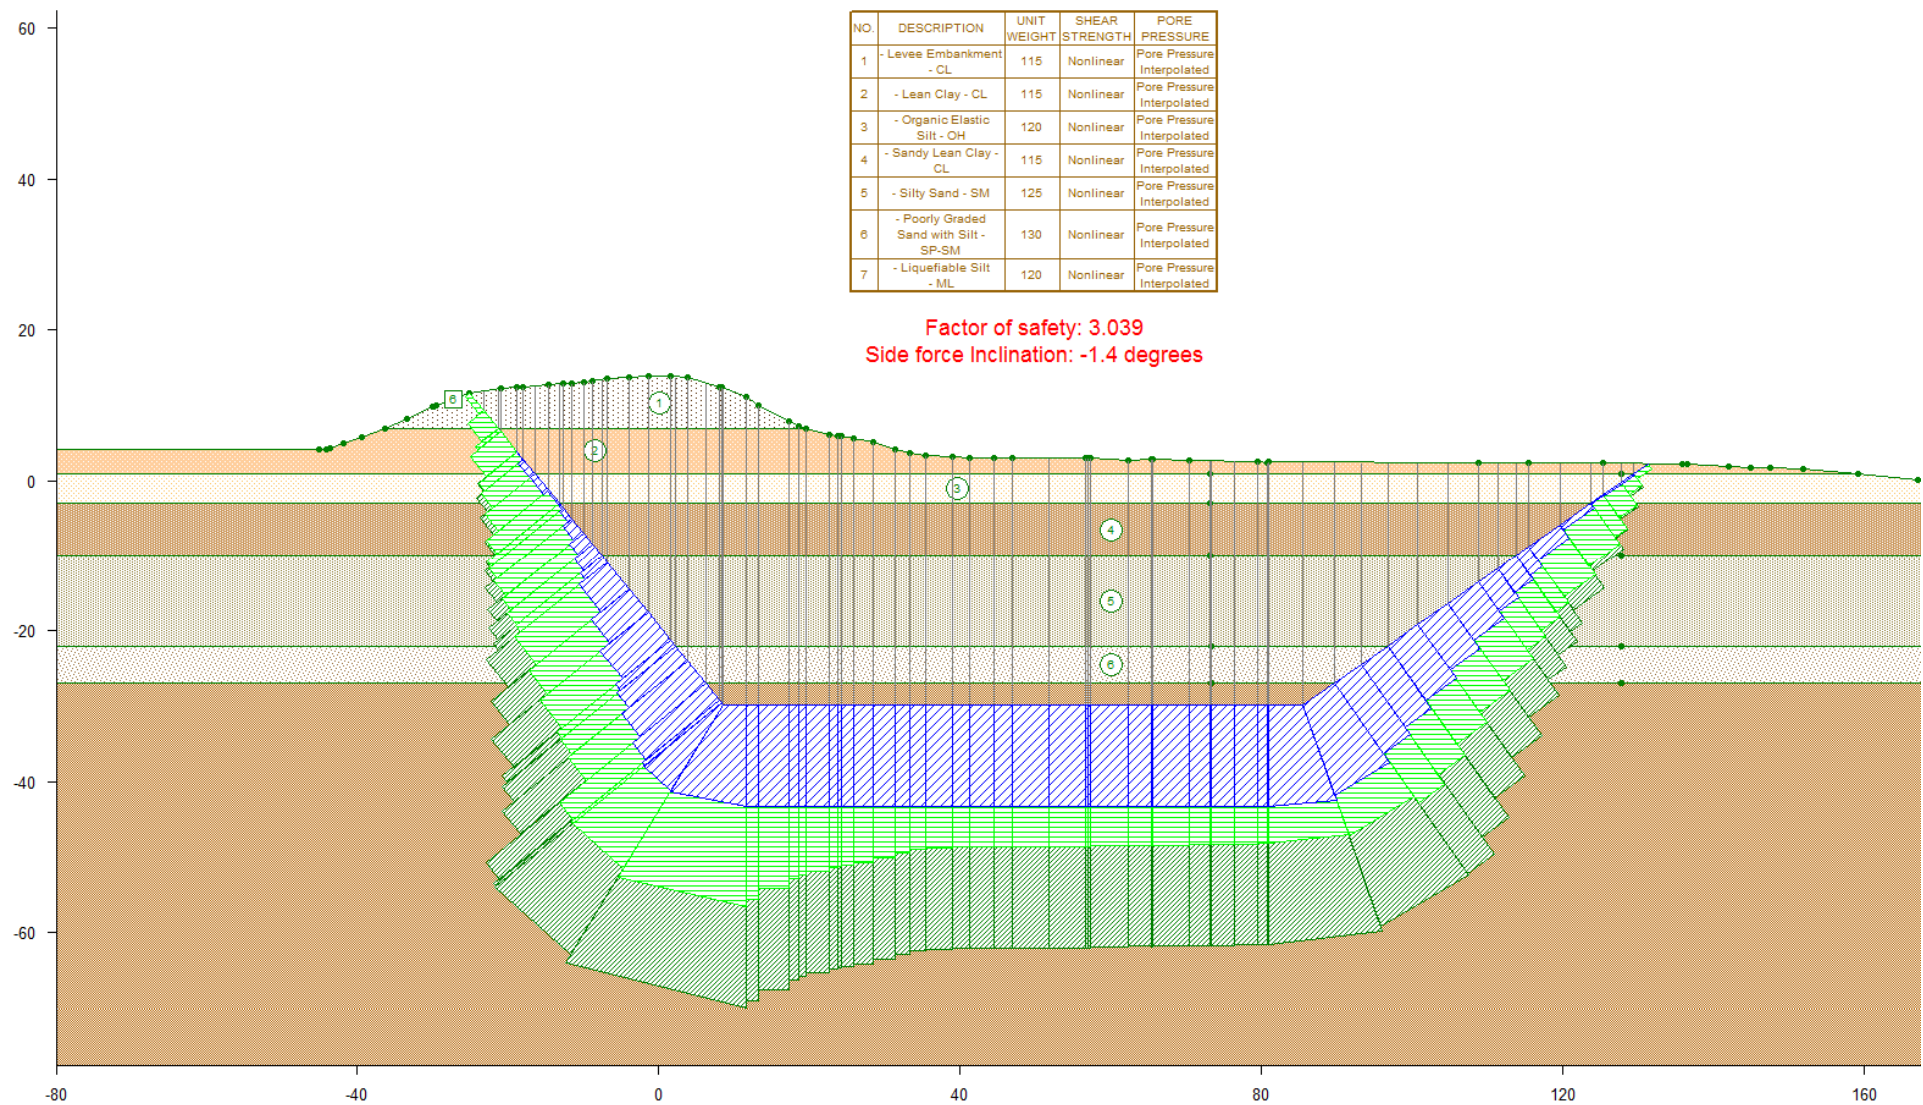 60
40
20
0
-20
-40
-60
-80
-40
0
40
80
120
160
NO.
DESCRIPTION
UNIT
WEIGHT
SHEAR
STRENGTH
PORE
PRESSURE
1
- Levee Embankment
- CL
115
Nonlinear
Pore Pressure
Interpolated
2
- Lean Clay - CL
115
Nonlinear
Pore Pressure
Interpolated
3
- Organic Elastic
Silt - OH
120
Nonlinear
Pore Pressure
Interpolated
4
- Sandy Lean Clay -
CL
115
Nonlinear
Pore Pressure
Interpolated
5
- Silty Sand - SM
125
Nonlinear
Pore Pressure
Interpolated
6
- Poorly Graded
Sand with Silt -
SP-SM
130
Nonlinear
Pore Pressure
Interpolated
7
- Liquefiable Silt
- ML
120
Nonlinear
Pore Pressure
Interpolated
Factor of safety: 3.039
Side force Inclination: -1.4 degrees
6
1
2
3
4
5
6